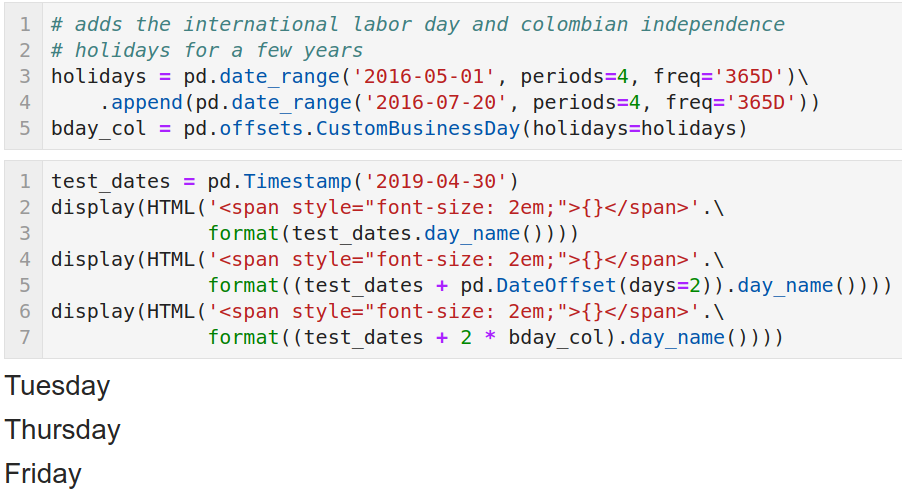 1 # adds the international labor day and colombian independence
2 # holidays for a few years
3 holidays = pd.date_range('2016-05-01', periods=4, freq='365D')\
4     .append(pd.date_range('2016-07-20', periods=4, freq='365D'))
5 bday_col = pd.offsets.CustomBusinessDay(holidays=holidays)
1 test_dates = pd.Timestamp('2019-04-30')
2 display(HTML('<span style="font-size: 2em;">{}</span>'.\
3              format(test_dates.day_name())))
4 display(HTML('<span style="font-size: 2em;">{}</span>'.\
5              format((test_dates + pd.DateOffset(days=2)).day_name())))
6 display(HTML('<span style="font-size: 2em;">{}</span>'.\
7              format((test_dates + 2 * bday_col).day_name())))
Tuesday
Thursday
Friday